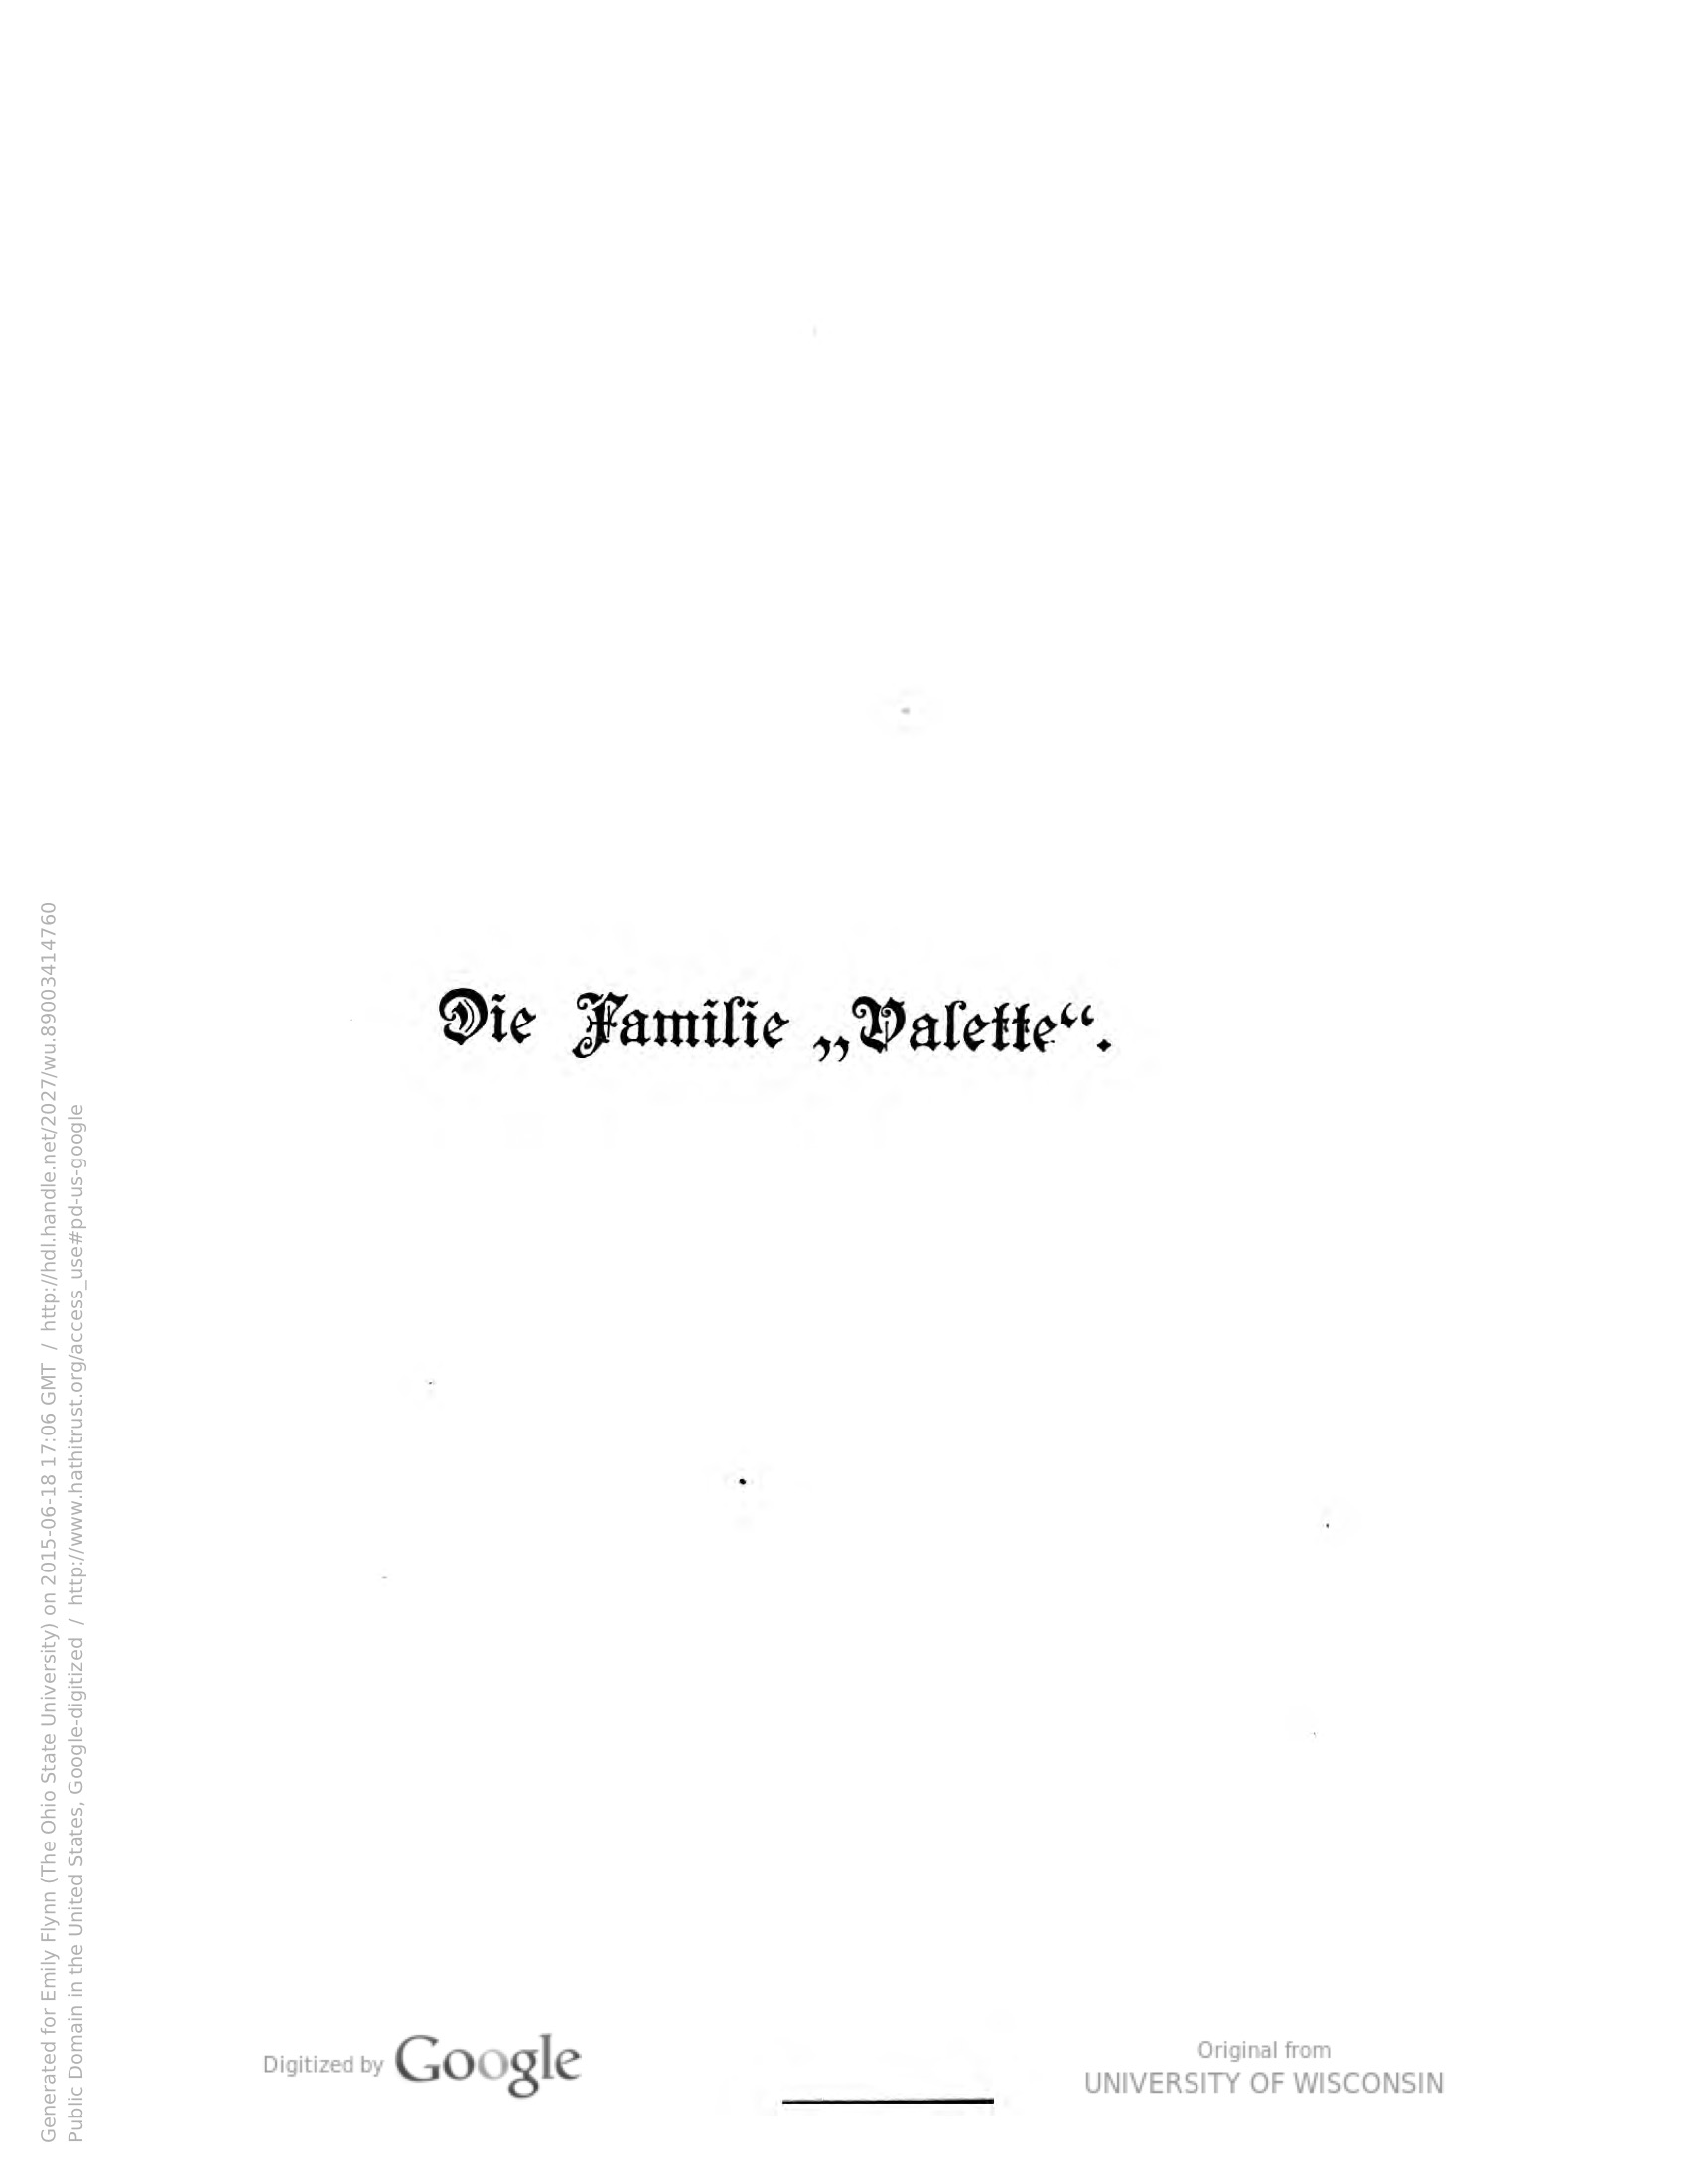 Die Familie „Palette“.
Generated for Emily Flynn (The Ohio State University) on 2015-06-18 17:06 GMT / http://hdl.handle.net/2027/wu.89003414760
Public Domain in the United States, Google-digitized / http://www.hathitrust.org/access_use#pd-us-google
Digitized by Google
Original from
UNIVERSITY OF WISCONSIN